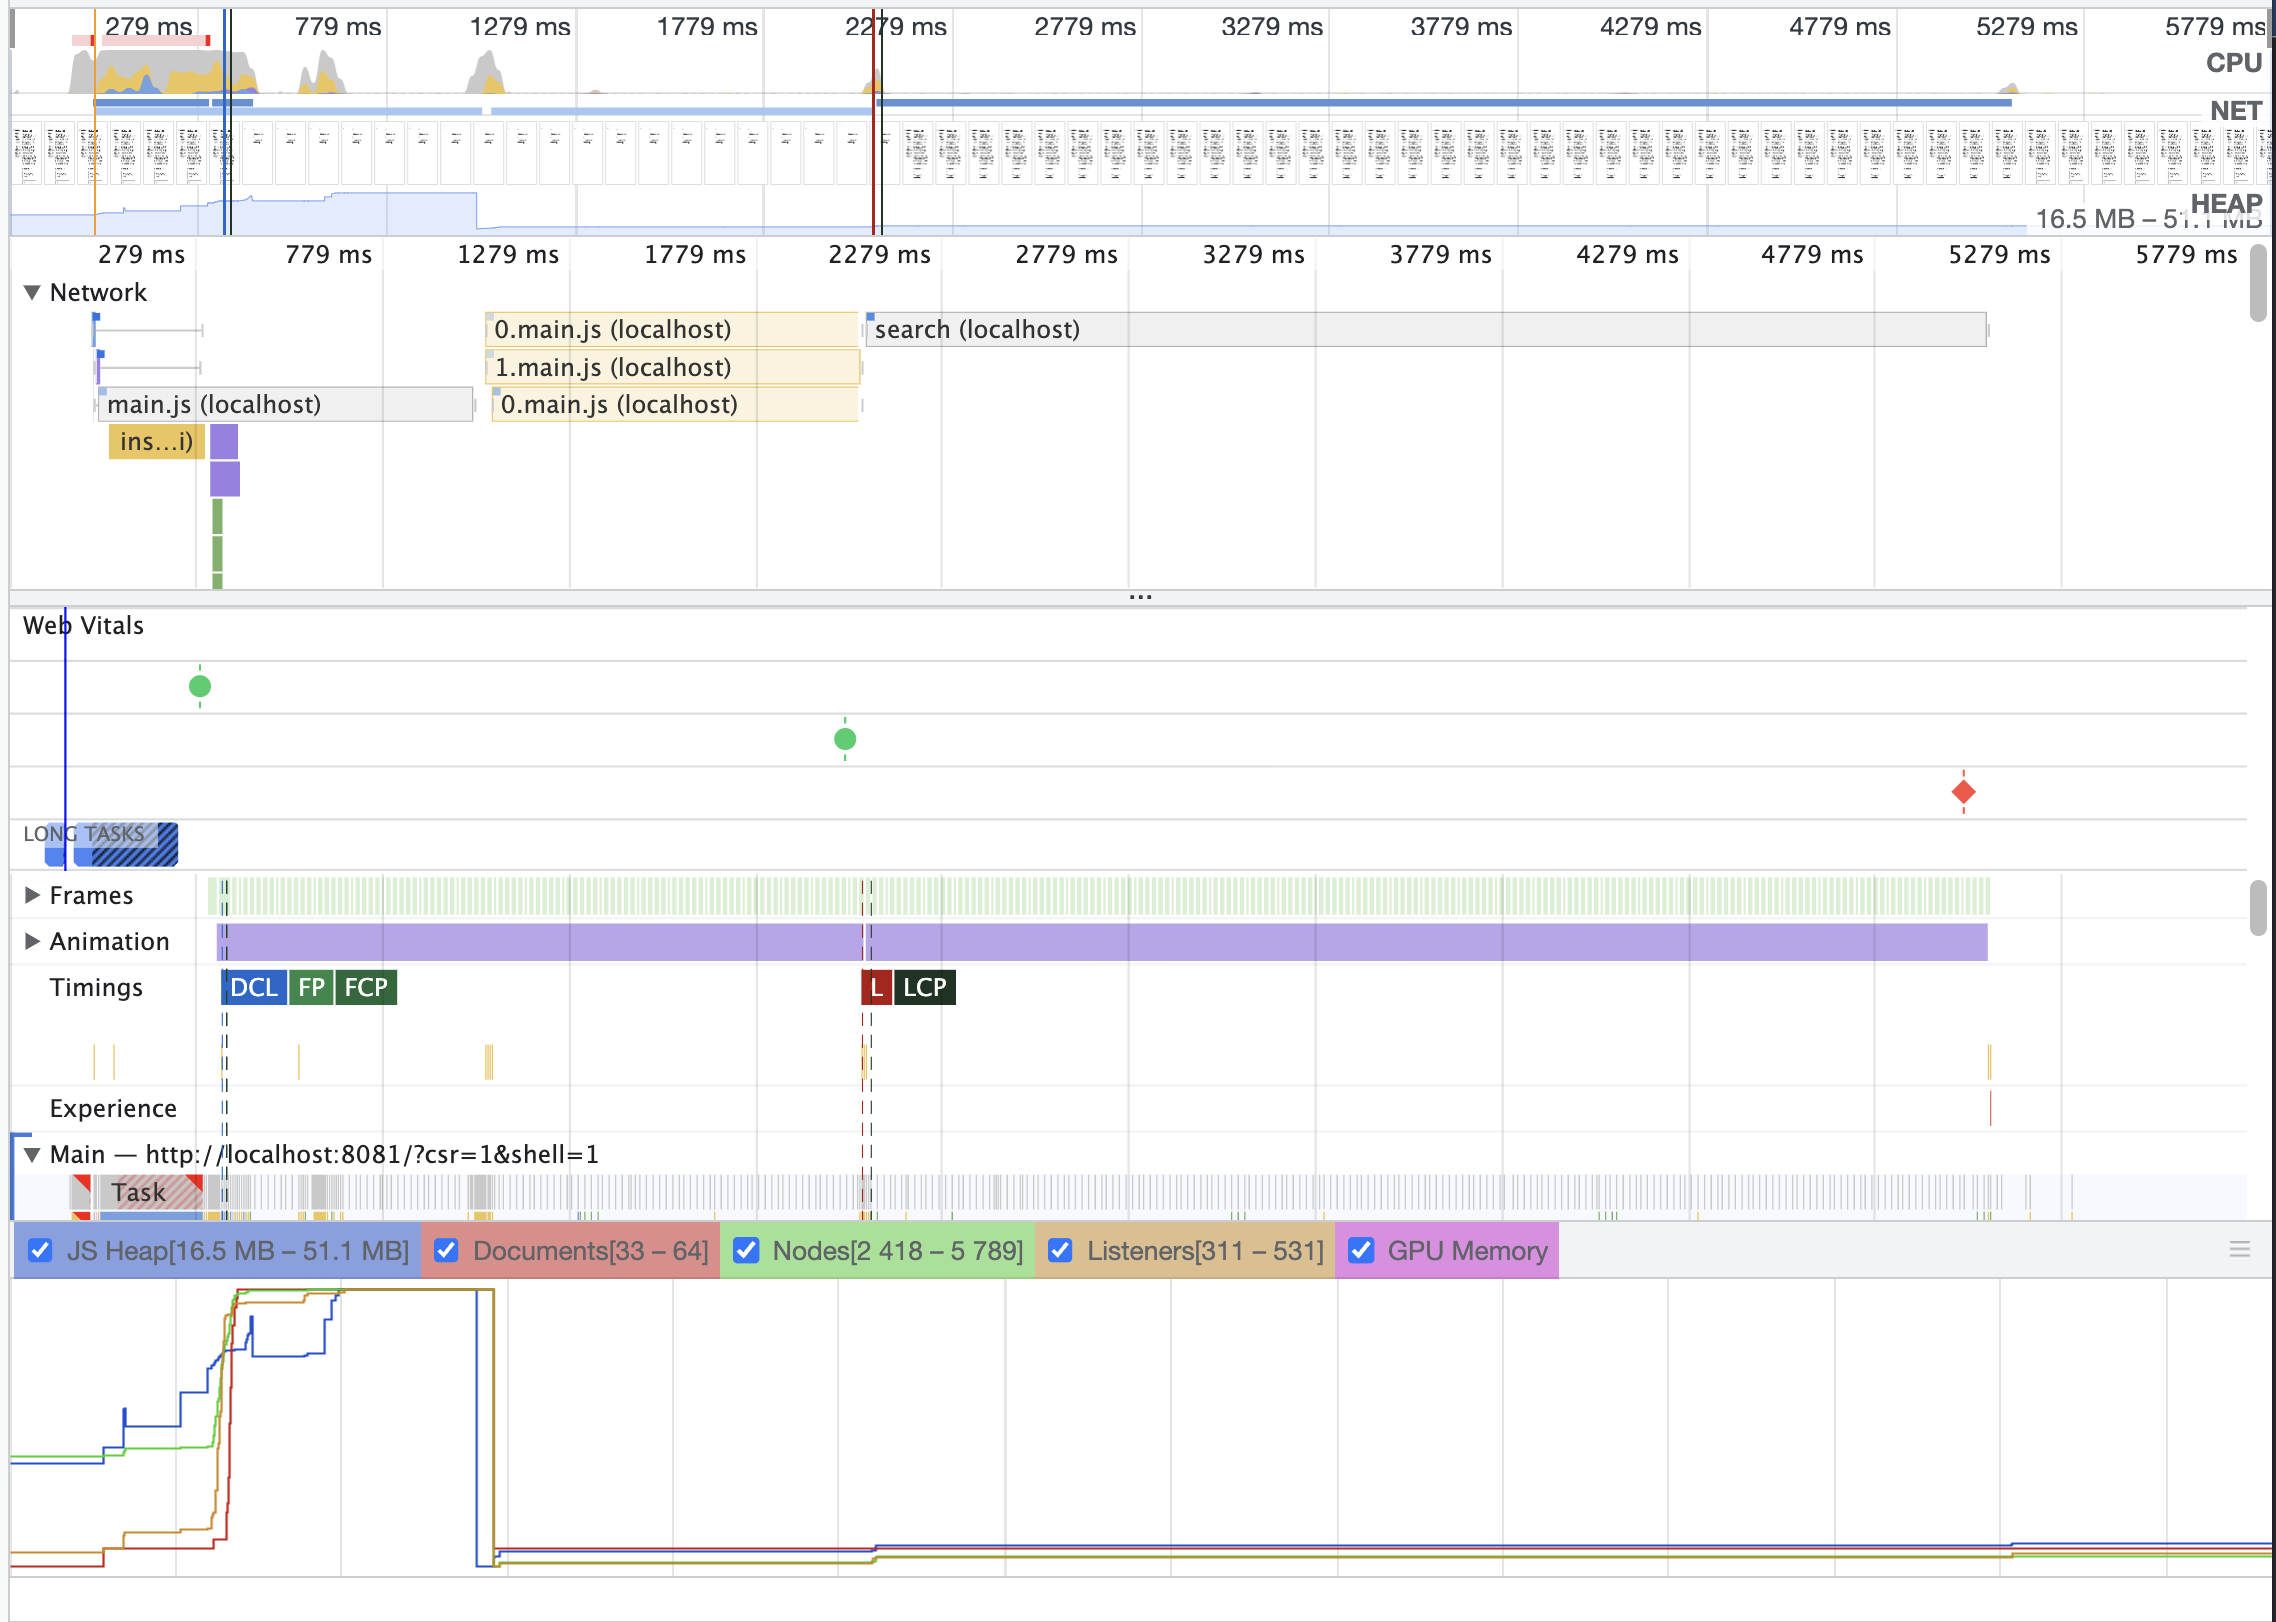 279 ms 779 ms 1279 ms 1779 ms 2279 ms 2779 ms 3279 ms 3779 ms 4279 ms 4779 ms 5279 ms 5779 ms
CPU
NET
HEAP
16.5 MB – 51.1 MB
279 ms 779 ms 1279 ms 1779 ms 2279 ms 2779 ms 3279 ms 3779 ms 4279 ms 4779 ms 5279 ms 5779 ms
Network
0.main.js (localhost) search (localhost)
1.main.js (localhost)
main.js (localhost) 0.main.js (localhost)
ins…i)
...
Web Vitals
LONG TASKS
Frames
Animation
Timings DCL FP FCP L LCP
Experience
Main — http://localhost:8081/?csr=1&shell=1
Task
JS Heap[16.5 MB – 51.1 MB] Documents[33 – 64] Nodes[2 418 – 5 789] Listeners[311 – 531] GPU Memory